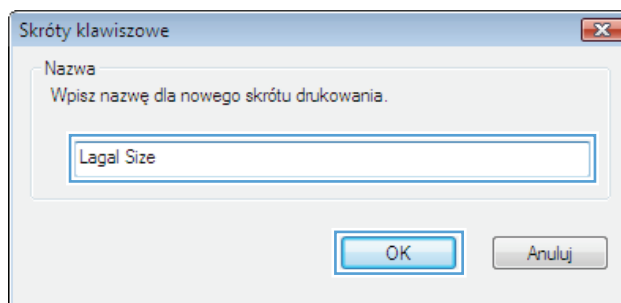 Skróty klawiszowe
Nazwa
Wpisz nazwę dla nowego skrótu drukowania.
Lagal Size
OK
Anuluj